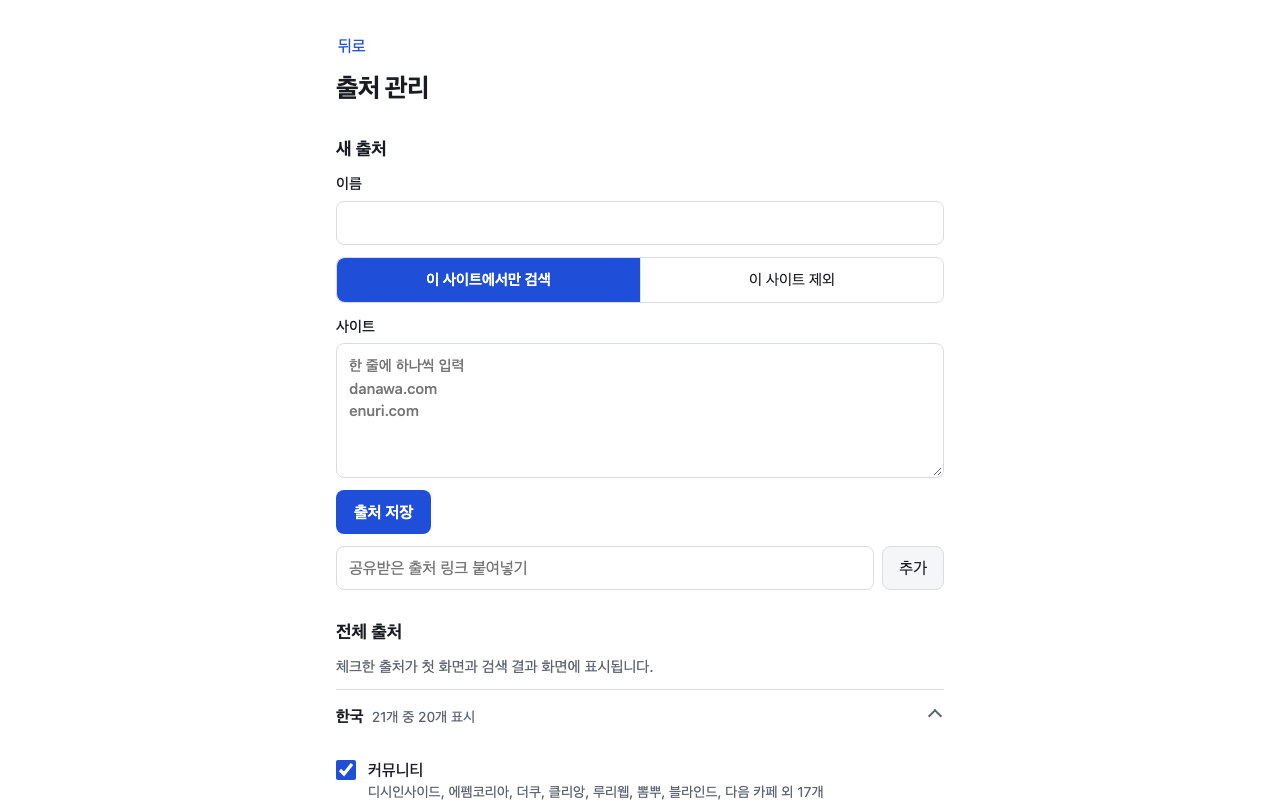 뒤로
출처 관리
새 출처
이름
이 사이트에서만 검색
이 사이트 제외
사이트
한 줄에 하나씩 입력
danawa.com
enuri.com
출처 저장
공유받은 출처 링크 붙여넣기
추가
전체 출처
체크한 출처가 첫 화면과 검색 결과 화면에 표시됩니다.
한국 21개 중 20개 표시
커뮤니티
디시인사이드, 에펨코리아, 더쿠, 클리앙, 루리웹, 뽐뿌, 블라인드, 다음 카페 외 17개